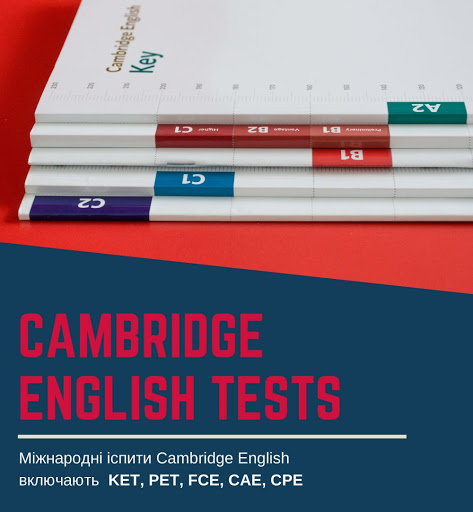 Cambridge English
Key
A2
C1 Higher B2 Vantage B1 Preliminary
B1
C1
C2
CAMBRIDGE
ENGLISH TESTS
Міжнародні іспити Cambridge English
включають KET, PET, FCE, CAE, CPE